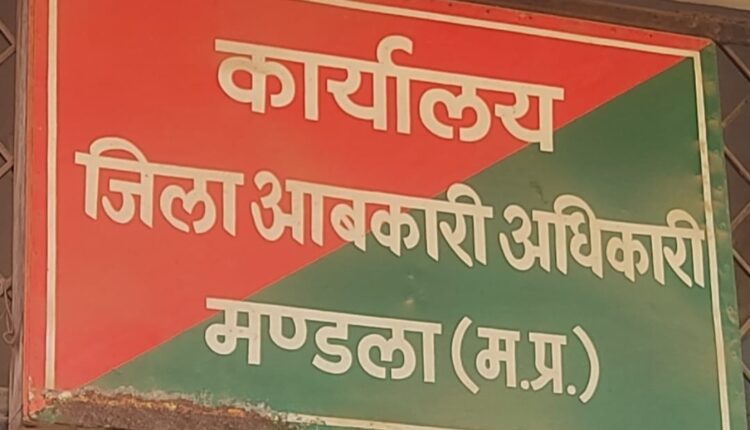 कार्यालय
जिला आबकारी अधिकारी
मण्डला (म.प्र.)